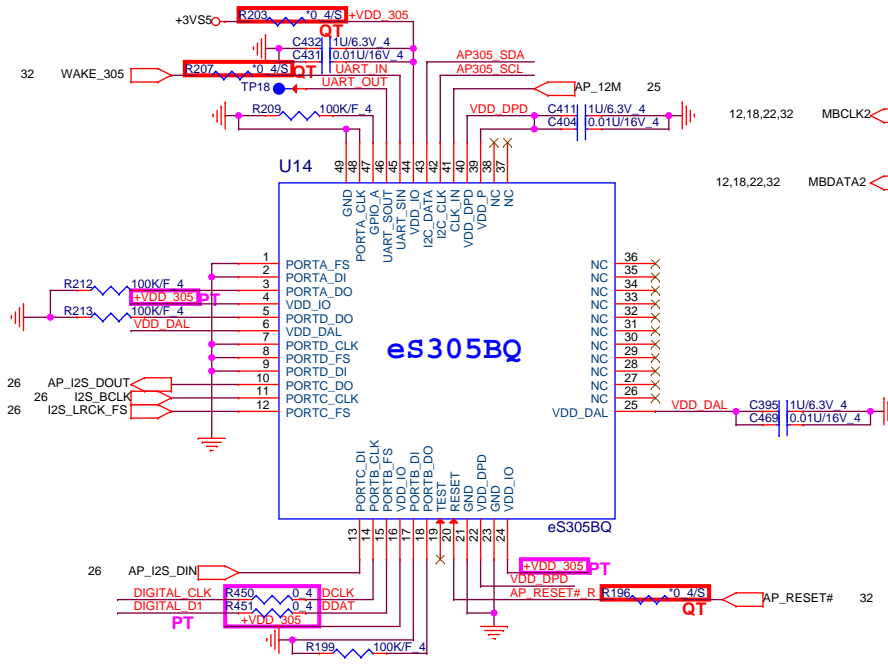 +3VS5 R203 *0_4/S +VDD_305
QT
C432 1U/6.3V_4
C431 0.01U/16V_4
AP305_SDA
AP305_SCL
32 WAKE_305 R207 *0_4/S QT UART_IN
TP18 UART_OUT
AP_12M 25
R209 100K/F_4
VDD_DPD C411 1U/6.3V_4
C404 0.01U/16V_4
12,18,22,32 MBCLK2
12,18,22,32 MBDATA2
U14
49 48 47 46 45 44 43 42 41 40 39 38 37
GND PORTA_CLK GPIO_A UART_SOUT UART_SIN VDD_IO I2C_DATA I2C_CLK CLK_IN VDD_DPD VDD_P NC NC
1 PORTA_FS NC 36
2 PORTA_DI NC 35
R212 100K/F_4 3 PORTA_DO NC 34
+VDD_305 PT 4 VDD_IO NC 33
R213 100K/F_4 5 PORTD_DO NC 32
VDD_DAL 6 VDD_DAL NC 31
7 PORTD_CLK NC 30
8 PORTD_FS NC 29
9 PORTD_DI NC 28
eS305BQ
26 AP_I2S_DOUT 10 PORTC_DO NC 27
26 I2S_BCLK 11 PORTC_CLK NC 26
26 I2S_LRCK_FS 12 PORTC_FS VDD_DAL 25 VDD_DAL
C395 1U/6.3V_4
C469 0.01U/16V_4
PORTC_DI PORTB_CLK PORTB_FS VDD_IO PORTB_DI PORTB_DO TEST RESET GND VDD_DPD GND VDD_IO
eS305BQ
13 14 15 16 17 18 19 20 21 22 23 24
26 AP_I2S_DIN
+VDD_305 PT
VDD_DPD
DIGITAL_CLK R450 0_4 DCLK
AP_RESET#_R R196 *0_4/S AP_RESET# 32
DIGITAL_D1 R451 0_4 DDAT
QT
PT +VDD_305
R199 100K/F_4